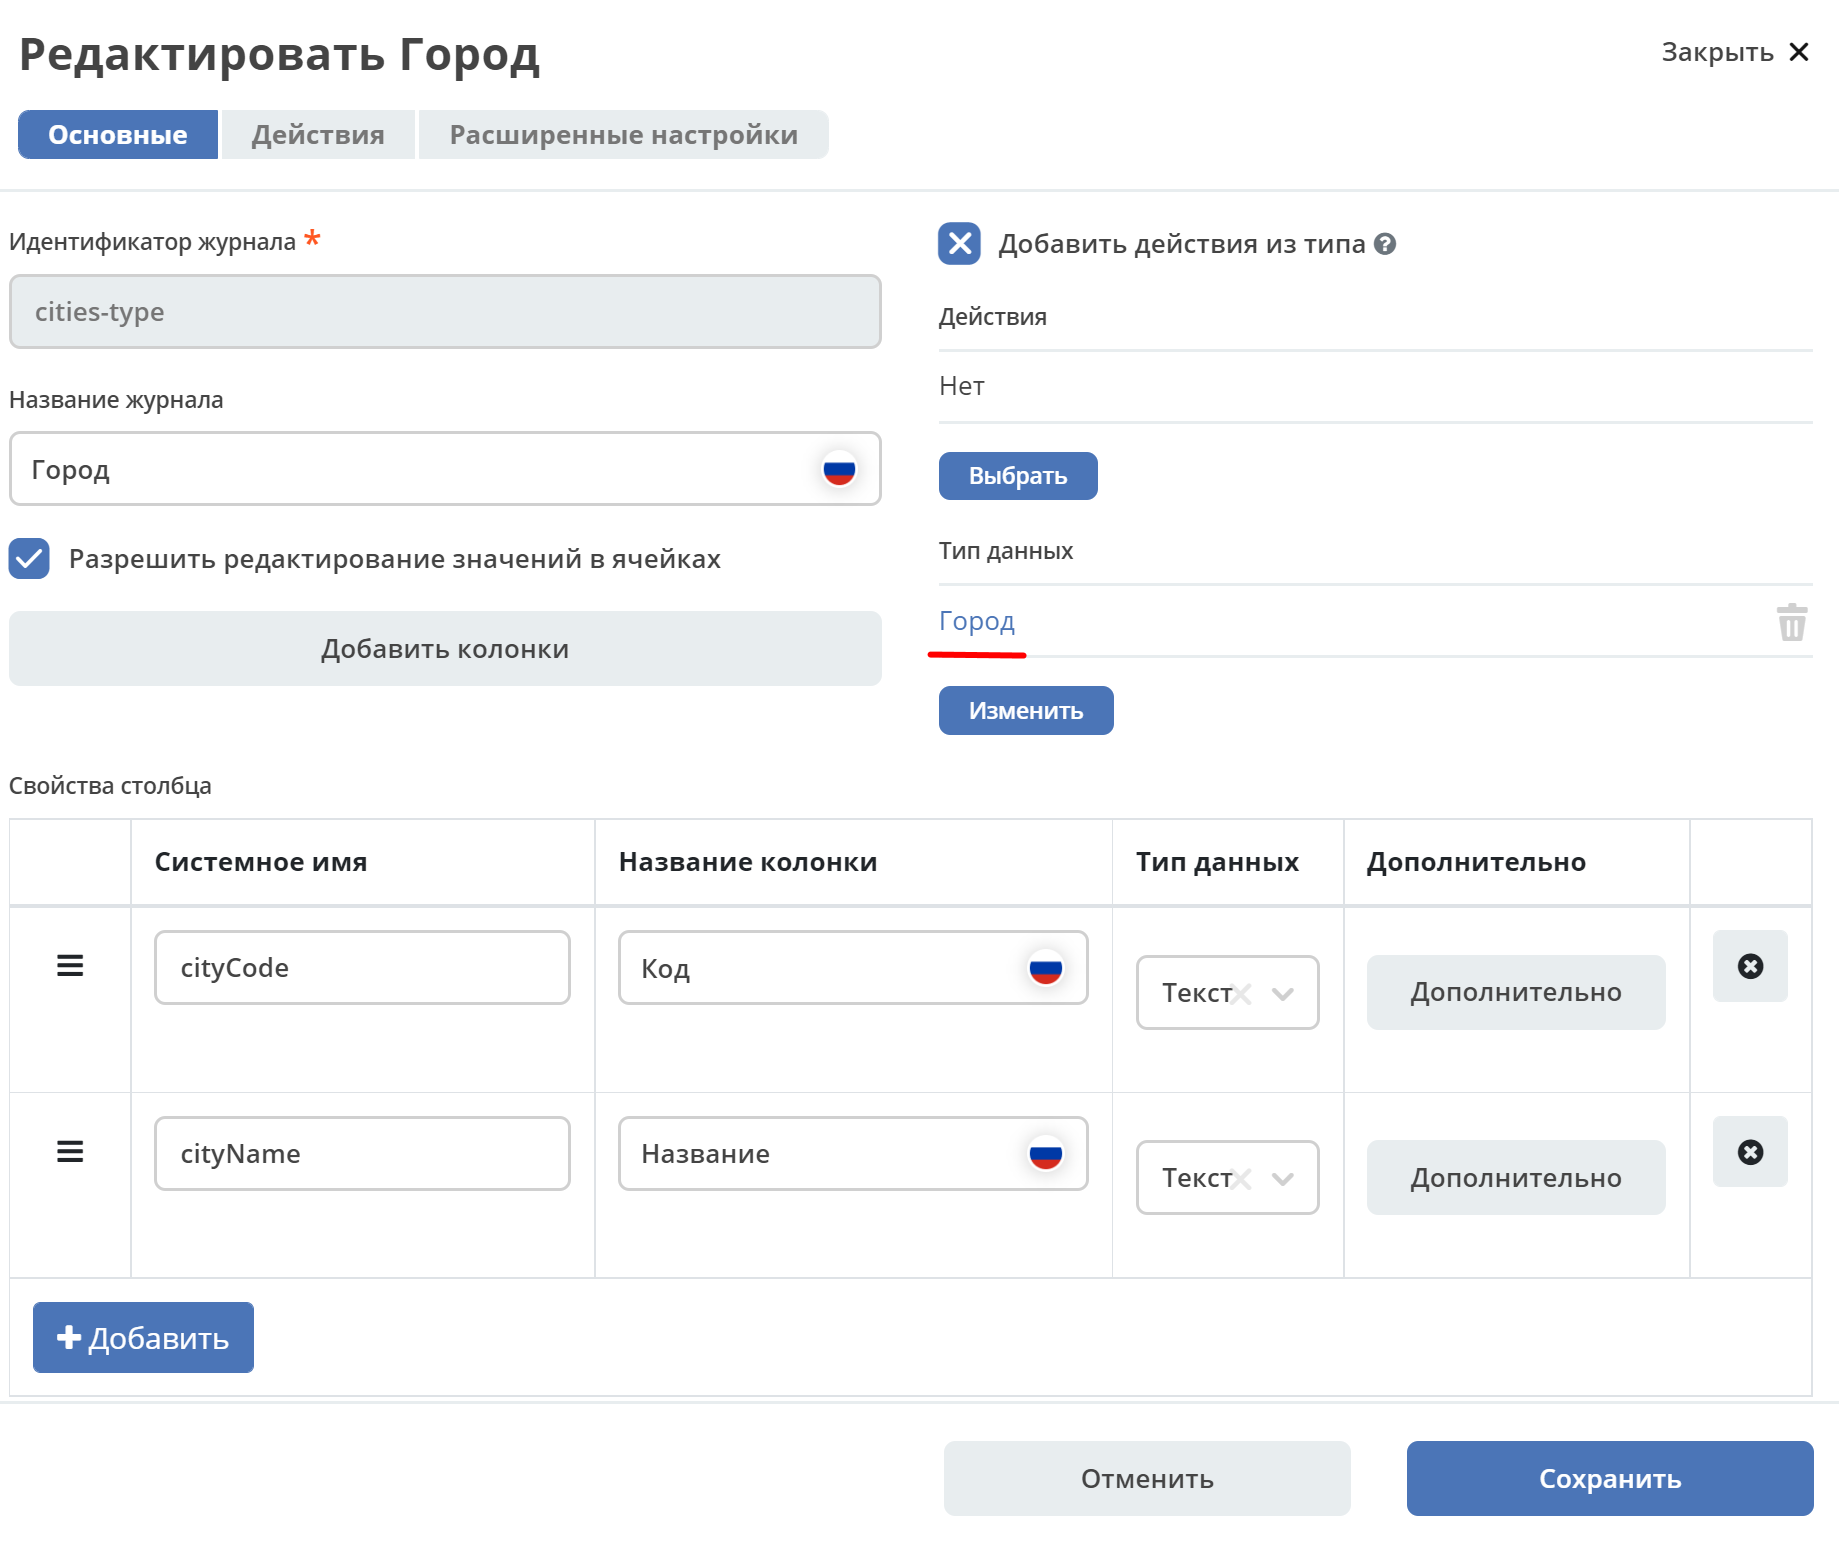 Редактировать Город
Закрыть
Основные
Действия
Расширенные настройки
Идентификатор журнала *
cities-type
Название журнала
Город
Разрешить редактирование значений в ячейках
Добавить колонки
Добавить действия из типа ?
Действия
Нет
Выбрать
Тип данных
Город
Изменить
Свойства столбца
Системное имя
Название колонки
Тип данных
Дополнительно
cityCode
Код
Текст
Дополнительно
cityName
Название
Текст
Дополнительно
Добавить
Отменить
Сохранить